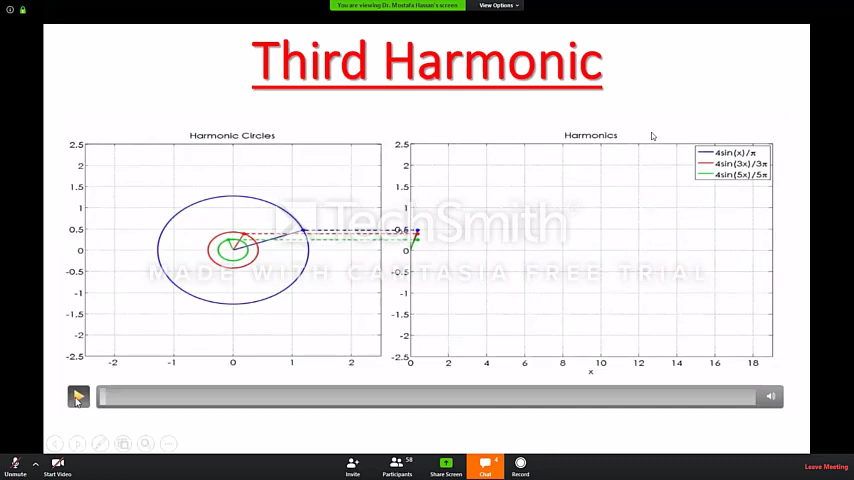 You are viewing Dr. Mostafa Hassan's screen
View Options
Third Harmonic
Harmonic Circles
Harmonics
2.5
2
1.5
1
0.5
0
-0.5
-1
-1.5
-2
-2.5
-2
-1
0
1
2
2.5
2
1.5
1
0.5
0
-0.5
-1
-1.5
-2
-2.5
0
2
4
6
8
10
12
14
16
18
x
4sin(x)/π
4sin(3x)/3π
4sin(5x)/5π
TechSmith
MADE WITH CAMTASIA FREE TRIAL
Unmute
Start Video
Invite
Participants
58
Share Screen
Chat
4
Record
Leave Meeting